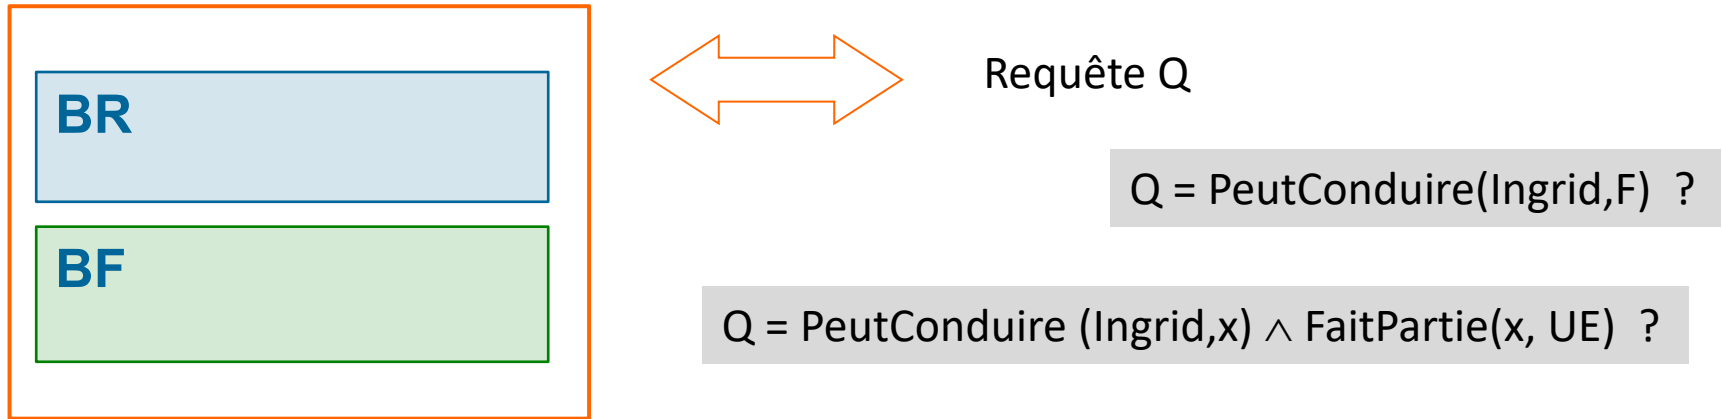 BR
BF
Requête Q
Q = PeutConduire(Ingrid,F) ?
Q = PeutConduire (Ingrid,x) ∧ FaitPartie(x, UE) ?